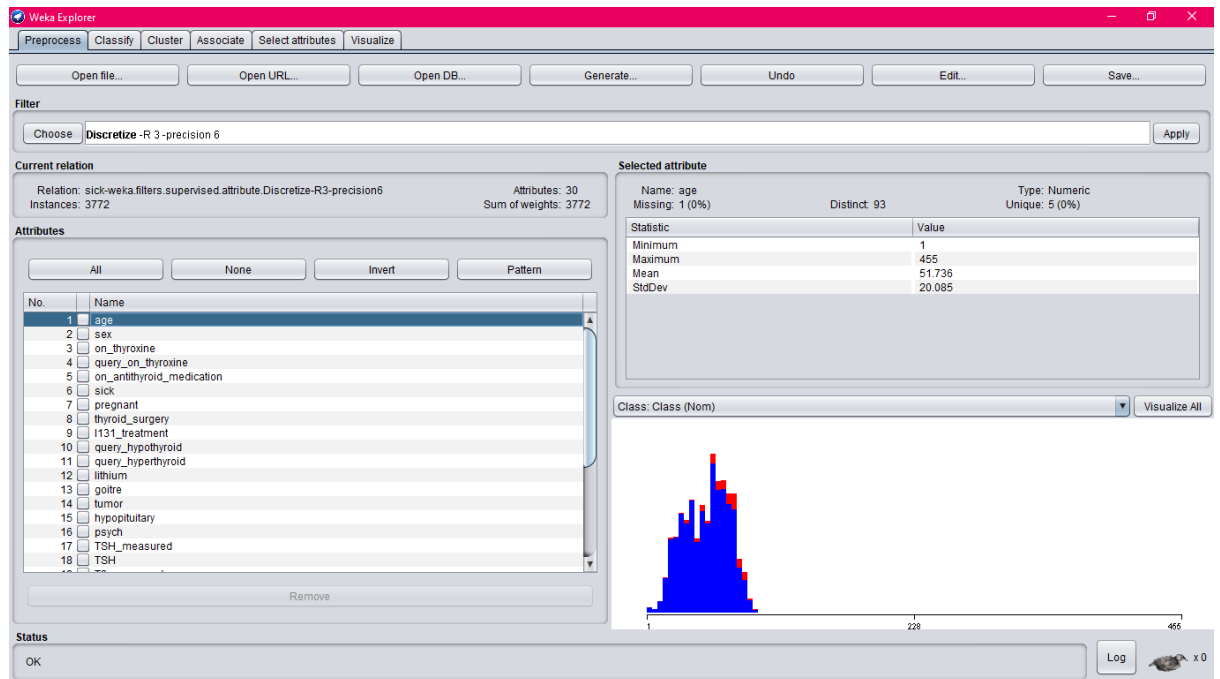 Weka Explorer
Preprocess Classify Cluster Associate Select attributes Visualize
Open file... Open URL... Open DB... Generate... Undo Edit... Save...
Filter
Choose Discretize -R 3 -precision 6 Apply
Current relation
Relation: sick-weka.filters.supervised.attribute.Discretize-R3-precision6 Attributes: 30
Instances: 3772 Sum of weights: 3772
Attributes
All None Invert Pattern
No. Name
1 age
2 sex
3 on_thyroxine
4 query_on_thyroxine
5 on_antithyroid_medication
6 sick
7 pregnant
8 thyroid_surgery
9 I131_treatment
10 query_hypothyroid
11 query_hyperthyroid
12 lithium
13 goitre
14 tumor
15 hypopituitary
16 psych
17 TSH_measured
18 TSH
Remove
Selected attribute
Name: age Type: Numeric
Missing: 1 (0%) Distinct: 93 Unique: 5 (0%)
Statistic Value
Minimum 1
Maximum 455
Mean 51.736
StdDev 20.085
Class: Class (Nom) Visualize All
1 228 455
Status
OK Log x 0